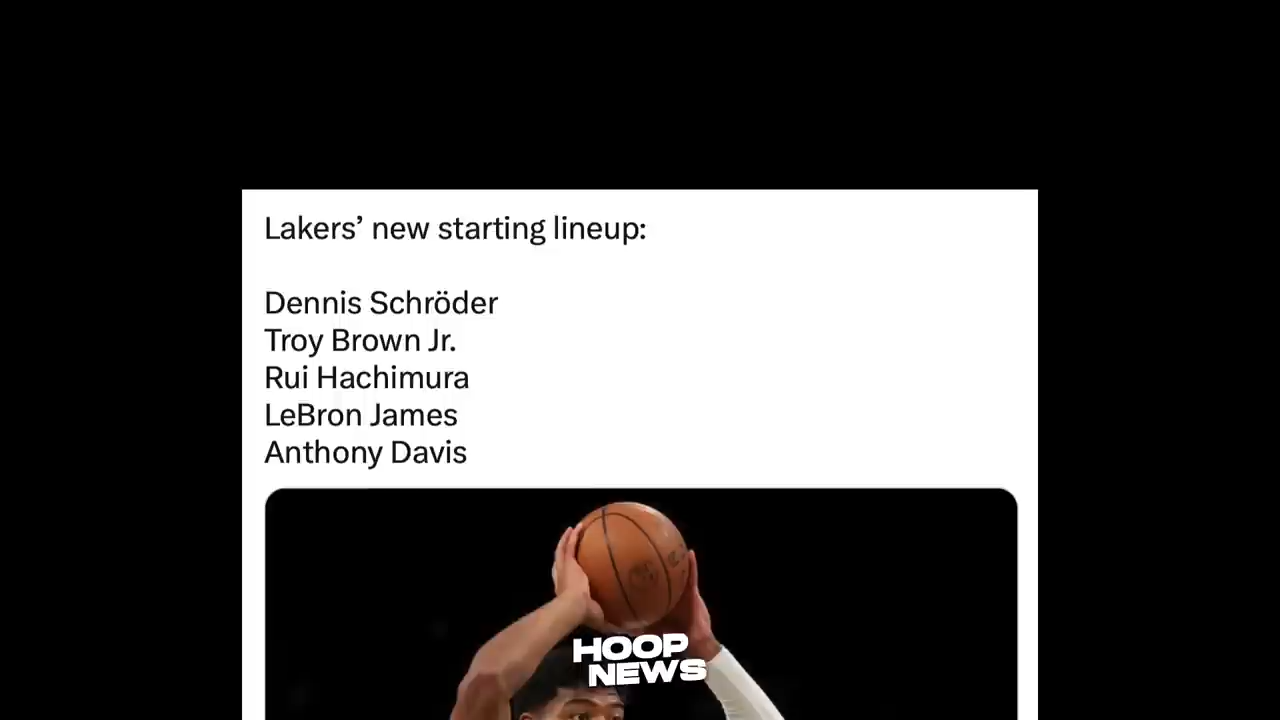 Lakers’ new starting lineup:
Dennis Schröder
Troy Brown Jr.
Rui Hachimura
LeBron James
Anthony Davis
HOOP
NEWS